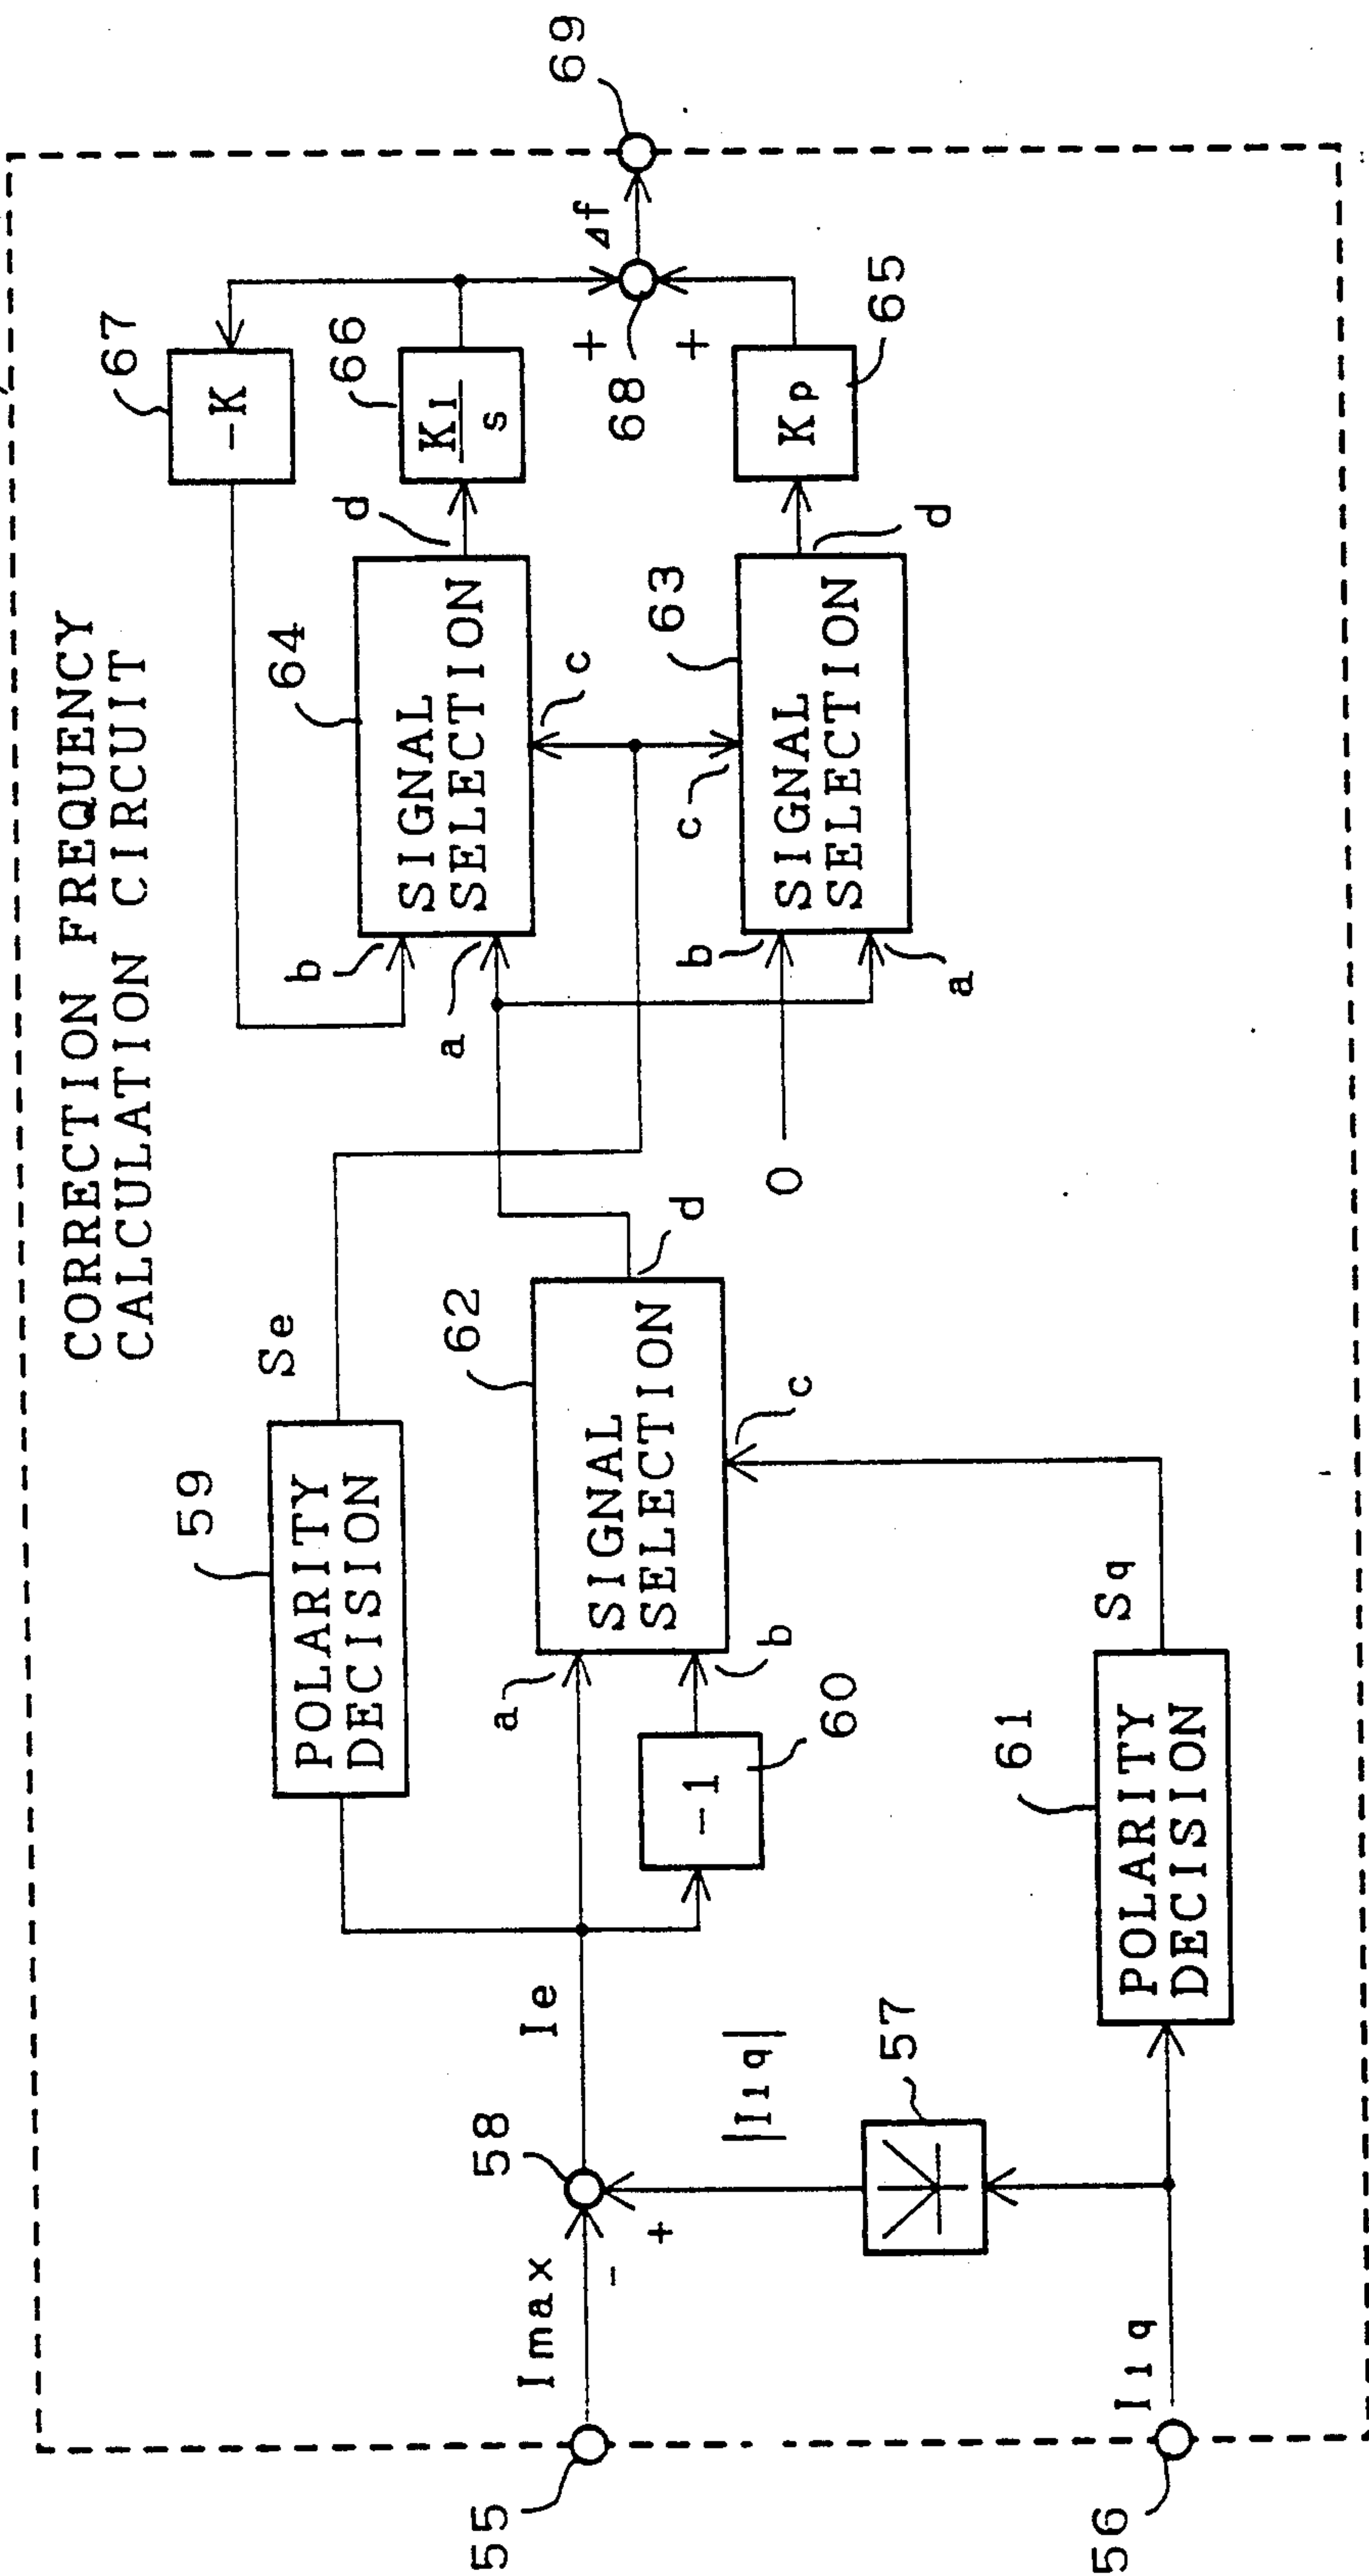 CORRECTION FREQUENCY
CALCULATION CIRCUIT
55
Imax
-
+
58
Ie
56
I1q
57
|I1q|
59
POLARITY
DECISION
Se
60
-1
61
POLARITY
DECISION
Sq
62
SIGNAL
SELECTION
a
b
c
d
0
64
SIGNAL
SELECTION
b
a
c
d
63
SIGNAL
SELECTION
b
a
c
d
67
-K
66
KI
s
65
Kp
68
+
+
Δf
69